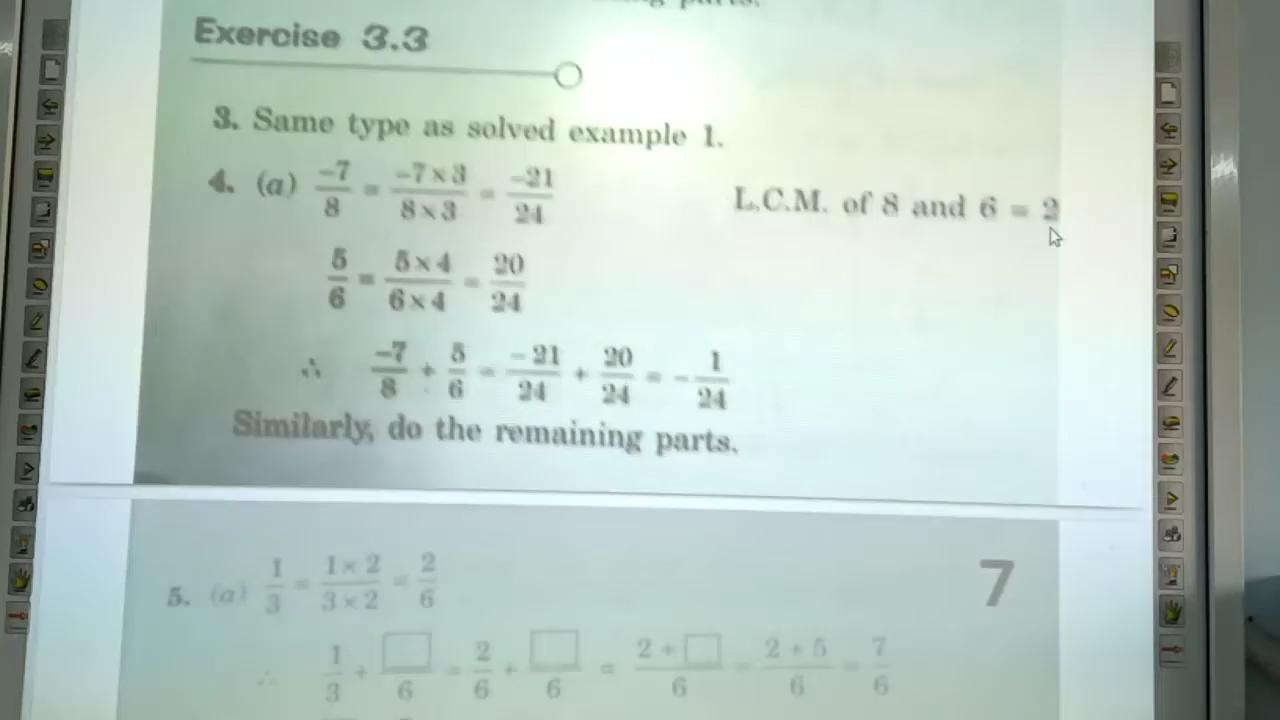 parts.
Exercise 3.3
3. Same type as solved example 1.
4. (a) -7/8 = -7 × 3/8 × 3 = -21/24 L.C.M. of 8 and 6 = 2
5/6 = 5 × 4/6 × 4 = 20/24
∴ -7/8 + 5/6 = -21/24 + 20/24 = - 1/24
Similarly, do the remaining parts.
7
5. (a) 1/3 = 1 × 2/3 × 2 = 2/6
∴ 1/3 + □/6 = 2/6 + □/6 = 2 + □/6 = 2 + 5/6 = 7/6